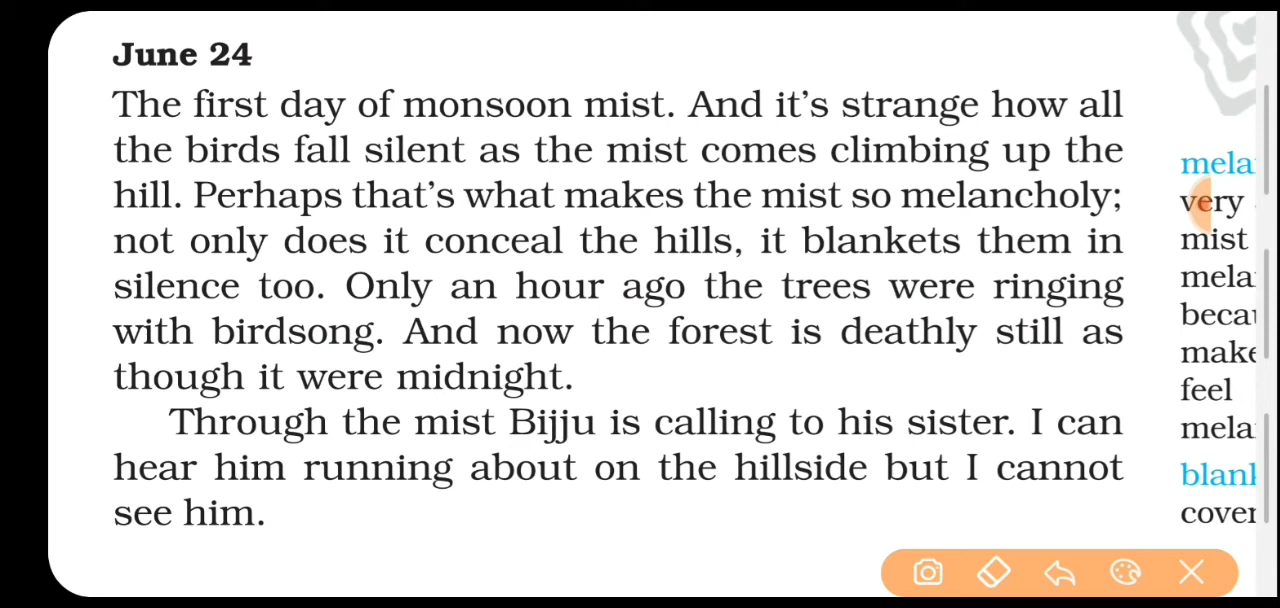 June 24
The first day of monsoon mist. And it's strange how all
the birds fall silent as the mist comes climbing up the
hill. Perhaps that's what makes the mist so melancholy;
not only does it conceal the hills, it blankets them in
silence too. Only an hour ago the trees were ringing
with birdsong. And now the forest is deathly still as
though it were midnight.
Through the mist Bijju is calling to his sister. I can
hear him running about on the hillside but I cannot
see him.
very
mist
feel